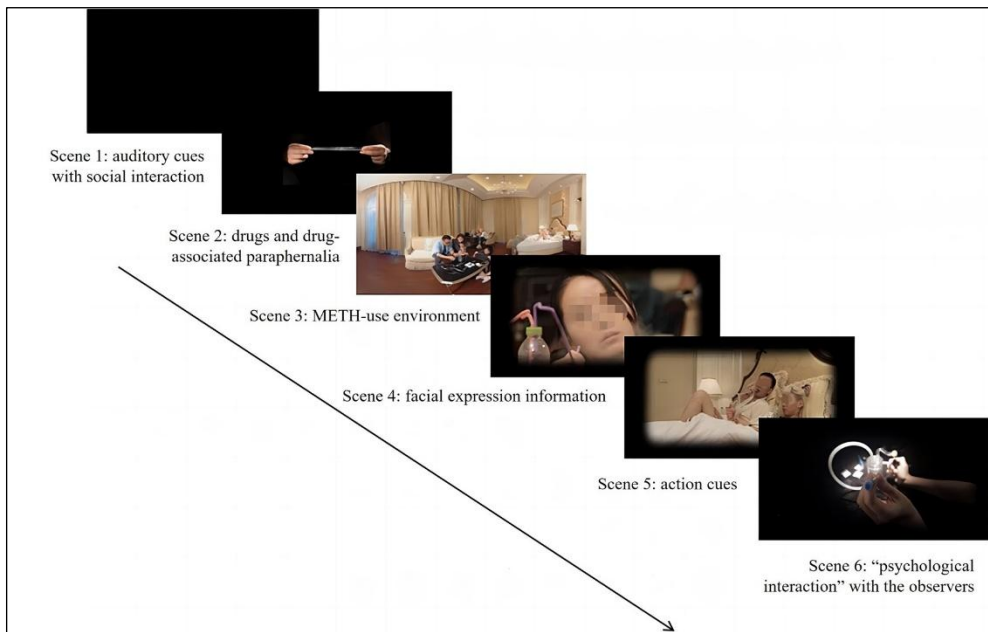 Scene 1: auditory cues
with social interaction
Scene 2: drugs and drug-
associated paraphernalia
Scene 3: METH-use environment
Scene 4: facial expression information
Scene 5: action cues
Scene 6: “psychological
interaction” with the observers